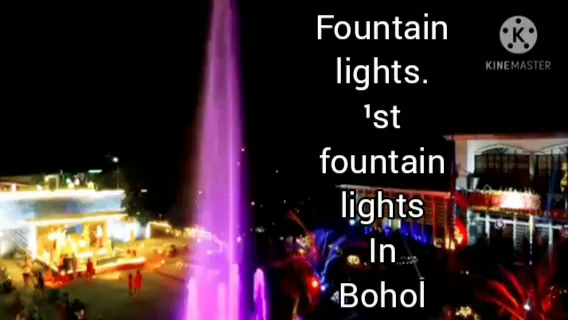 Fountain
lights.
¹st
fountain
lights
In
Bohol
KINEMASTER